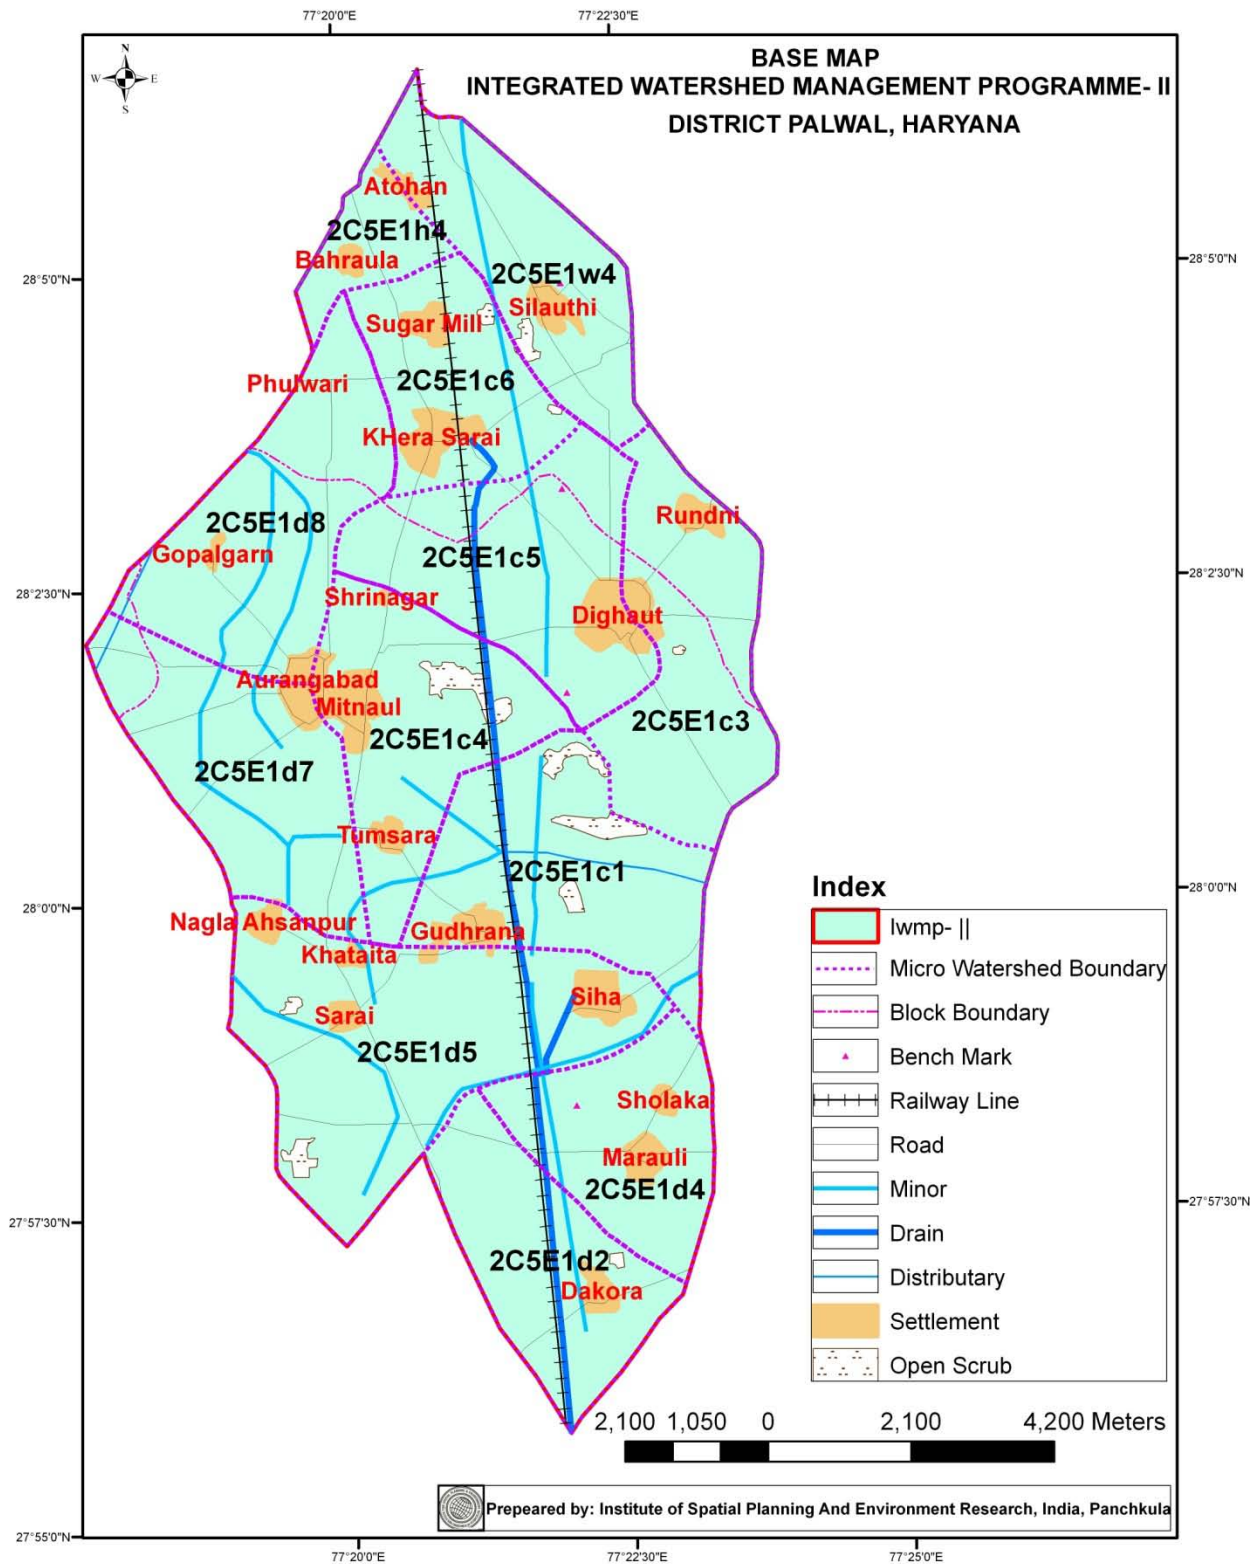 77°20'0"E
77°22'30"E
BASE MAP
INTEGRATED WATERSHED MANAGEMENT PROGRAMME- II
DISTRICT PALWAL, HARYANA
N
W E
S
Atohan
2C5E1h4
Bahraula
28°5'0"N
28°5'0"N
2C5E1w4
Silauthi
Sugar Mill
Phulwari
2C5E1c6
KHera Sarai
Rundni
2C5E1d8
Gopalgarn
2C5E1c5
28°2'30"N
28°2'30"N
Shrinagar
Dighaut
Aurangabad
Mitnaul
2C5E1c3
2C5E1c4
2C5E1d7
Tumsara
2C5E1c1
28°0'0"N
28°0'0"N
Nagla Ahsanpur
Gudhrana
Khataita
Siha
Sarai
2C5E1d5
Sholaka
Marauli
2C5E1d4
27°57'30"N
27°57'30"N
2C5E1d2
Dakora
Index
Iwmp- ||
Micro Watershed Boundary
Block Boundary
Bench Mark
Railway Line
Road
Minor
Drain
Distributary
Settlement
Open Scrub
2,100 1,050 0 2,100 4,200 Meters
Prepeared by: Institute of Spatial Planning And Environment Research, India, Panchkula
27°55'0"N
77°20'0"E
77°22'30"E
77°25'0"E